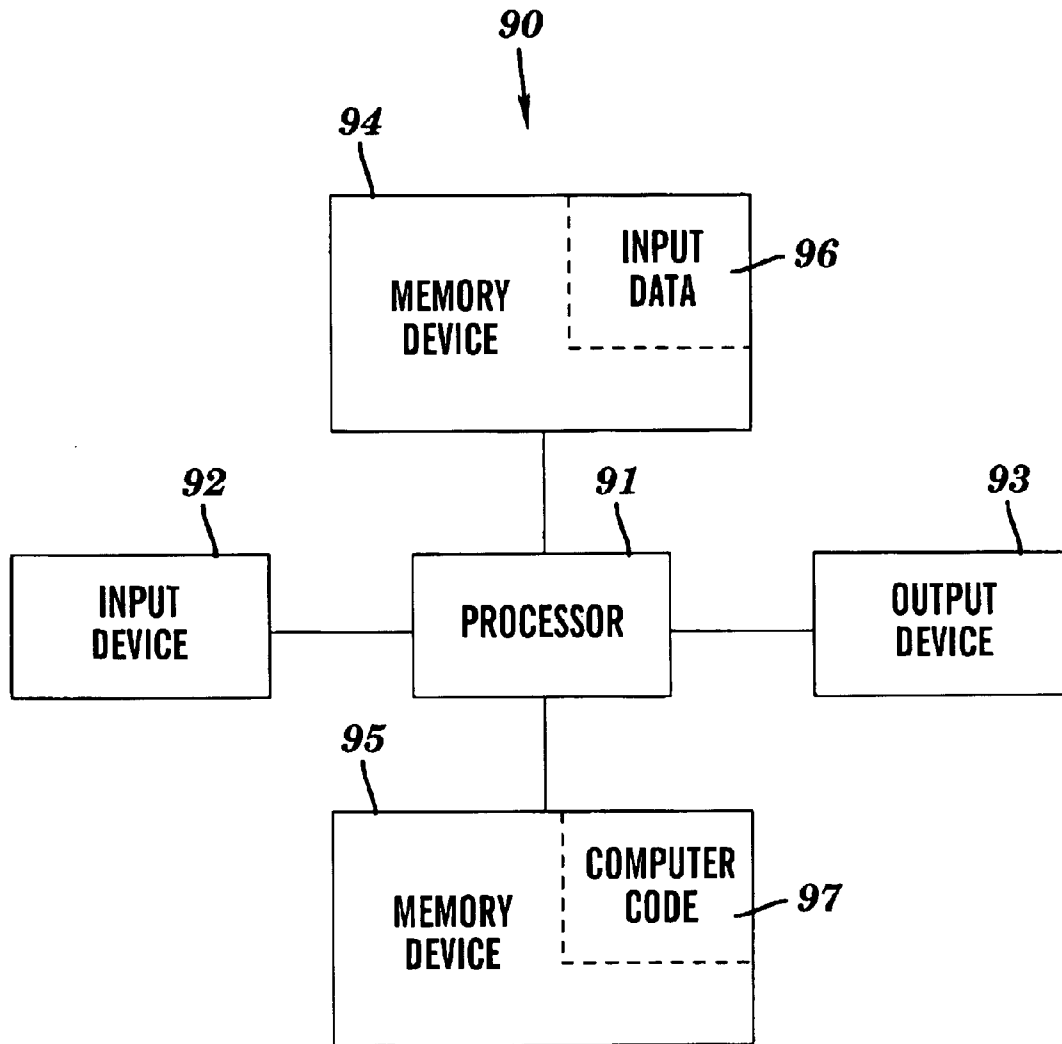 90
94
INPUT
DATA
96
MEMORY
DEVICE
92
91
93
INPUT
DEVICE
PROCESSOR
OUTPUT
DEVICE
95
COMPUTER
CODE
97
MEMORY
DEVICE